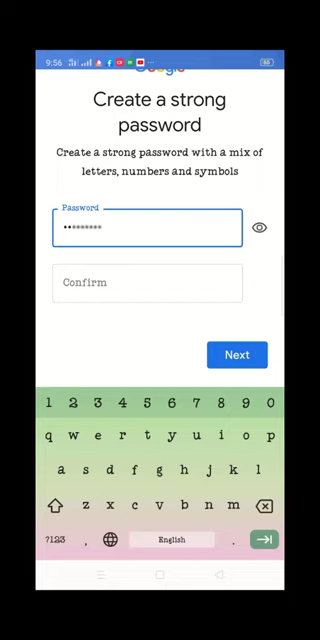 9:56
Google
Create a strong
password
Create a strong password with a mix of
letters, numbers and symbols
Password
•••••••••
Confirm
Next
1 2 3 4 5 6 7 8 9 0
q w e r t y u i o p
a s d f g h j k l
z x c v b n m
?123 , English .